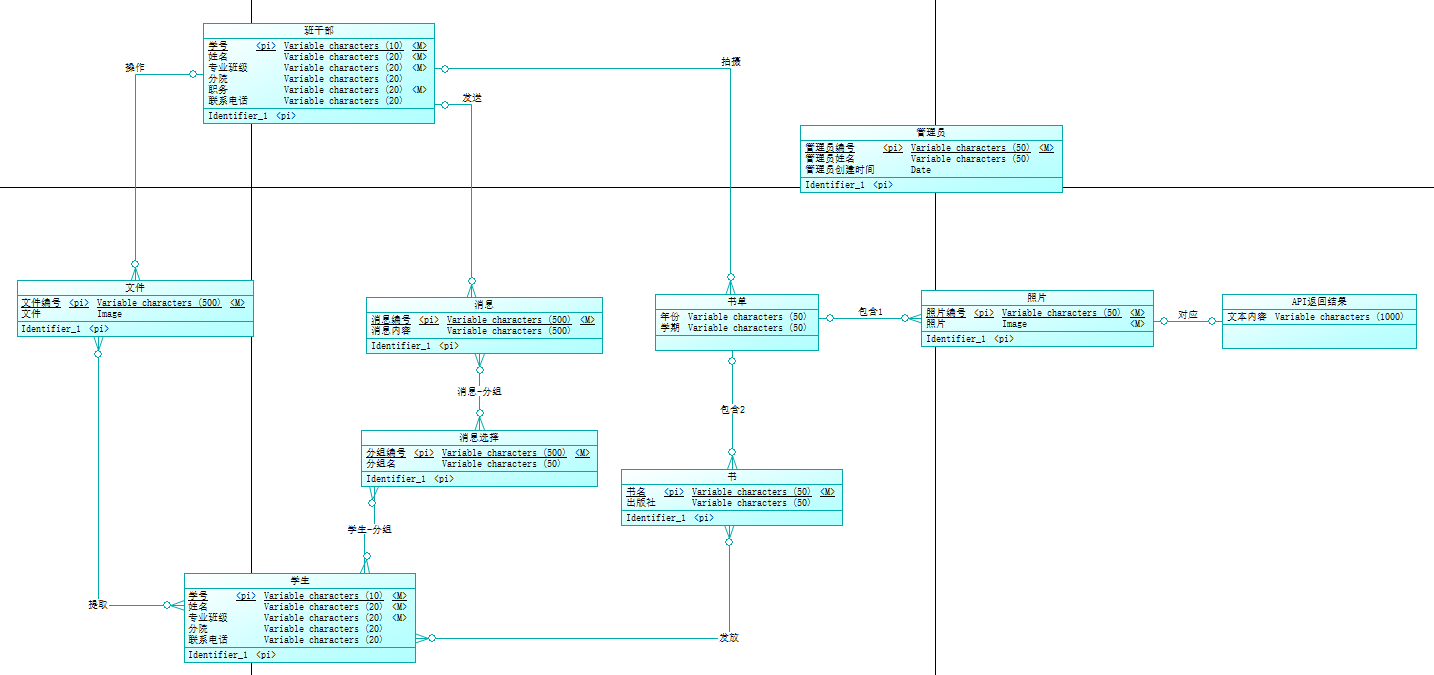 班干部
学号 <pi> Variable characters (10) <M>
姓名 Variable characters (20) <M>
专业班级 Variable characters (20) <M>
分院 Variable characters (20)
职务 Variable characters (20) <M>
联系电话 Variable characters (20)
Identifier_1 <pi>
操作
拍摄
发送
管理员
管理员编号 <pi> Variable characters (50) <M>
管理员姓名 Variable characters (50)
管理员创建时间 Date
Identifier_1 <pi>
文件
文件编号 <pi> Variable characters (500) <M>
文件 Image
Identifier_1 <pi>
消息
消息编号 <pi> Variable characters (500) <M>
消息内容 Variable characters (500)
Identifier_1 <pi>
书单
年份 Variable characters (50)
学期 Variable characters (50)
包含1
照片
照片编号 <pi> Variable characters (50) <M>
照片 Image <M>
Identifier_1 <pi>
对应
API返回结果
文本内容 Variable characters (1000)
消息-分组
包含2
消息选择
分组编号 <pi> Variable characters (500) <M>
分组名 Variable characters (50)
Identifier_1 <pi>
书
书名 <pi> Variable characters (50) <M>
出版社 Variable characters (50)
Identifier_1 <pi>
学生-分组
学生
学号 <pi> Variable characters (10) <M>
姓名 Variable characters (20) <M>
专业班级 Variable characters (20) <M>
分院 Variable characters (20)
联系电话 Variable characters (20)
Identifier_1 <pi>
提取
发放